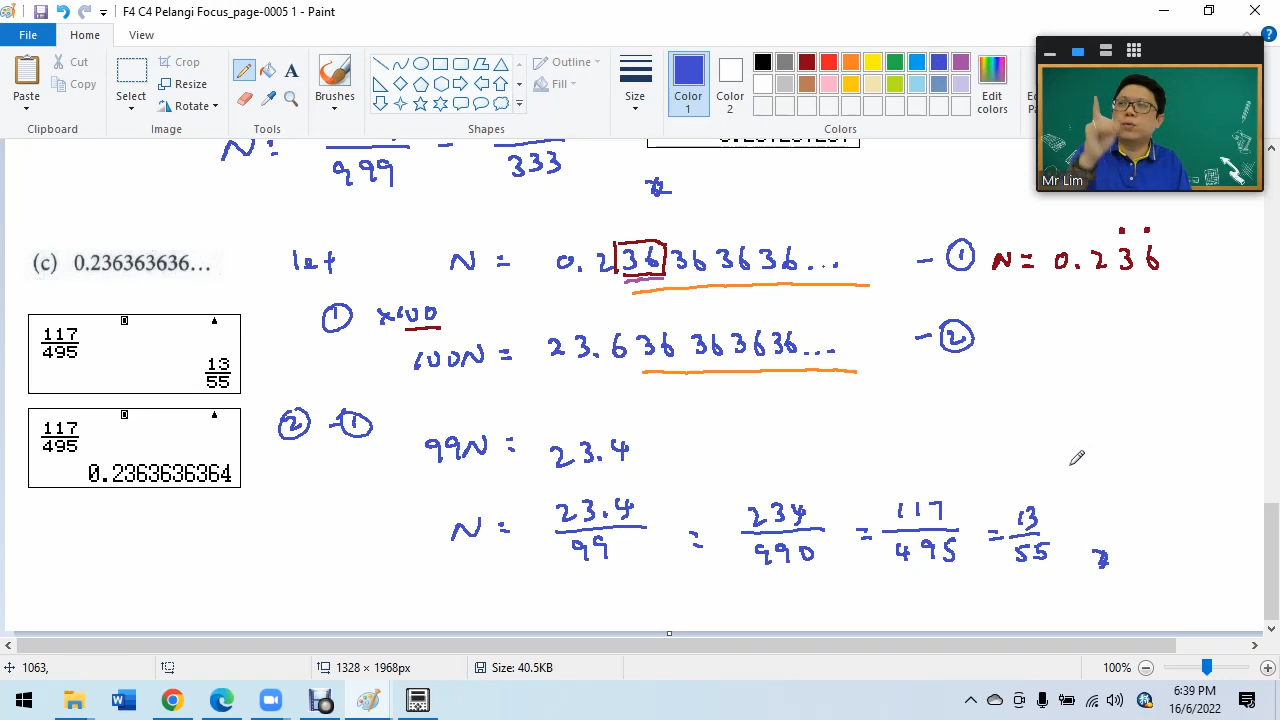 F4 C4 Pelangi Focus_page-0005 1 - Paint
File Home View
Paste Cut Copy Clipboard
Select Crop Resize Rotate Image
Tools
Brushes
Shapes Outline Fill
Size
Color 1 Color 2
Colors
Edit colors
Mr Lim
N =
999 = 333
(c) 0.236363636...
let N = 0.23636363636... - ① N = 0.23̇6̇
① ×100
100N = 23.636363636... - ②
117
495
13
55
117
495
0.2363636364
② - ①
99N = 23.4
N = 23.4/99 = 234/990 = 117/495 = 13/55
1063,
1328 × 1968px
Size: 40.5KB
100%
6:39 PM
16/6/2022